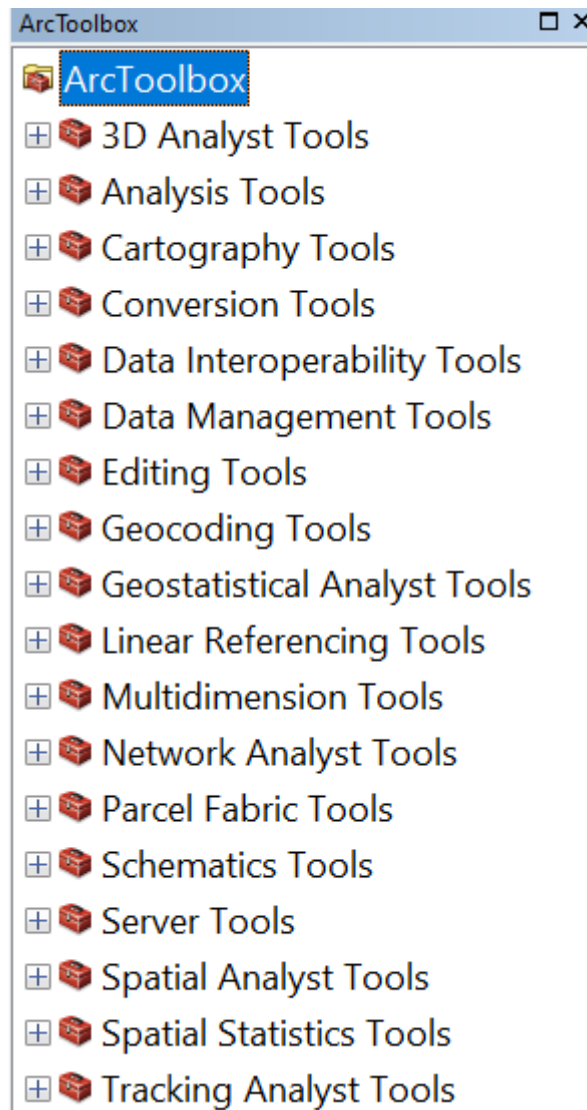 ArcToolbox
ArcToolbox
3D Analyst Tools
Analysis Tools
Cartography Tools
Conversion Tools
Data Interoperability Tools
Data Management Tools
Editing Tools
Geocoding Tools
Geostatistical Analyst Tools
Linear Referencing Tools
Multidimension Tools
Network Analyst Tools
Parcel Fabric Tools
Schematics Tools
Server Tools
Spatial Analyst Tools
Spatial Statistics Tools
Tracking Analyst Tools